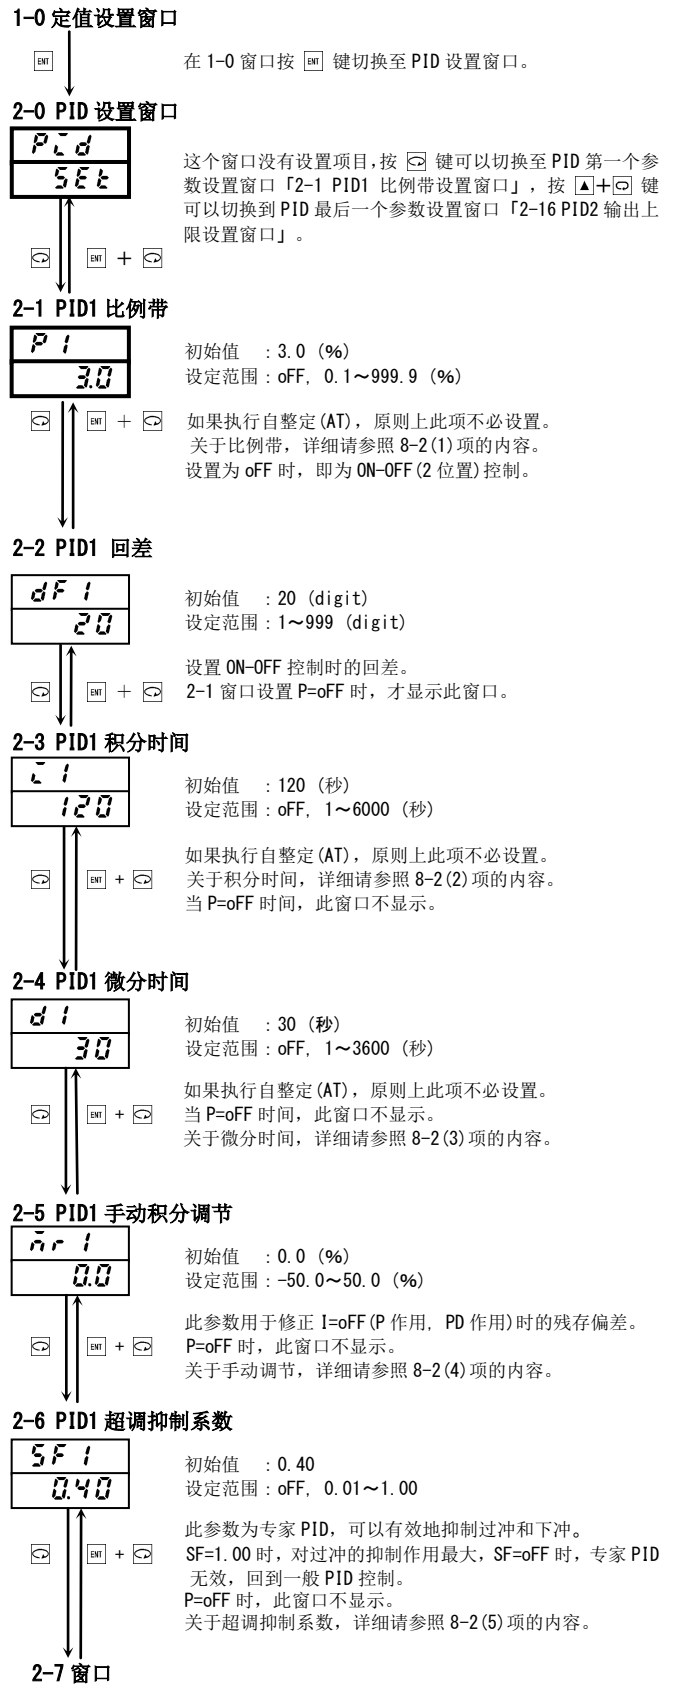 1-0 定值设置窗口
ENT
在 1-0 窗口按 ENT 键切换至 PID 设置窗口。
2-0 PID 设置窗口
Pid
SEt
这个窗口没有设置项目,按 键可以切换至 PID 第一个参
数设置窗口「2-1 PID1 比例带设置窗口」, 按 ▲+ 键
可以切换到 PID 最后一个参数设置窗口「2-16 PID2 输出上
限设置窗口」。
ENT +
2-1 PID1 比例带
P 1
3.0
初始值 : 3.0 (%)
设定范围: oFF, 0.1~999.9 (%)
ENT +
如果执行自整定(AT), 原则上此项不必设置。
关于比例带, 详细请参照 8-2(1)项的内容。
设置为 oFF 时, 即为 ON-OFF(2 位置)控制。
2-2 PID1 回差
dF 1
20
初始值 : 20 (digit)
设定范围: 1~999 (digit)
设置 ON-OFF 控制时的回差。
ENT +
2-1 窗口设置 P=oFF 时, 才显示此窗口。
2-3 PID1 积分时间
i 1
120
初始值 : 120 (秒)
设定范围: oFF, 1~6000 (秒)
如果执行自整定(AT), 原则上此项不必设置。
ENT +
关于积分时间, 详细请参照 8-2(2)项的内容。
当 P=oFF 时间, 此窗口不显示。
2-4 PID1 微分时间
d 1
30
初始值 : 30 (秒)
设定范围: oFF, 1~3600 (秒)
如果执行自整定(AT), 原则上此项不必设置。
ENT +
当 P=oFF 时间, 此窗口不显示。
关于微分时间, 详细请参照 8-2(3)项的内容。
2-5 PID1 手动积分调节
mr 1
0.0
初始值 : 0.0 (%)
设定范围: -50.0~50.0 (%)
此参数用于修正 I=oFF(P 作用, PD 作用)时的残存偏差。
ENT +
P=oFF 时, 此窗口不显示。
关于手动调节, 详细请参照 8-2(4)项的内容。
2-6 PID1 超调抑制系数
SF 1
0.40
初始值 : 0.40
设定范围: oFF, 0.01~1.00
此参数为专家 PID, 可以有效地抑制过冲和下冲。
ENT +
SF=1.00 时, 对过冲的抑制作用最大, SF=oFF 时, 专家 PID
无效, 回到一般 PID 控制。
P=oFF 时, 此窗口不显示。
关于超调抑制系数, 详细请参照 8-2(5)项的内容。
2-7 窗口